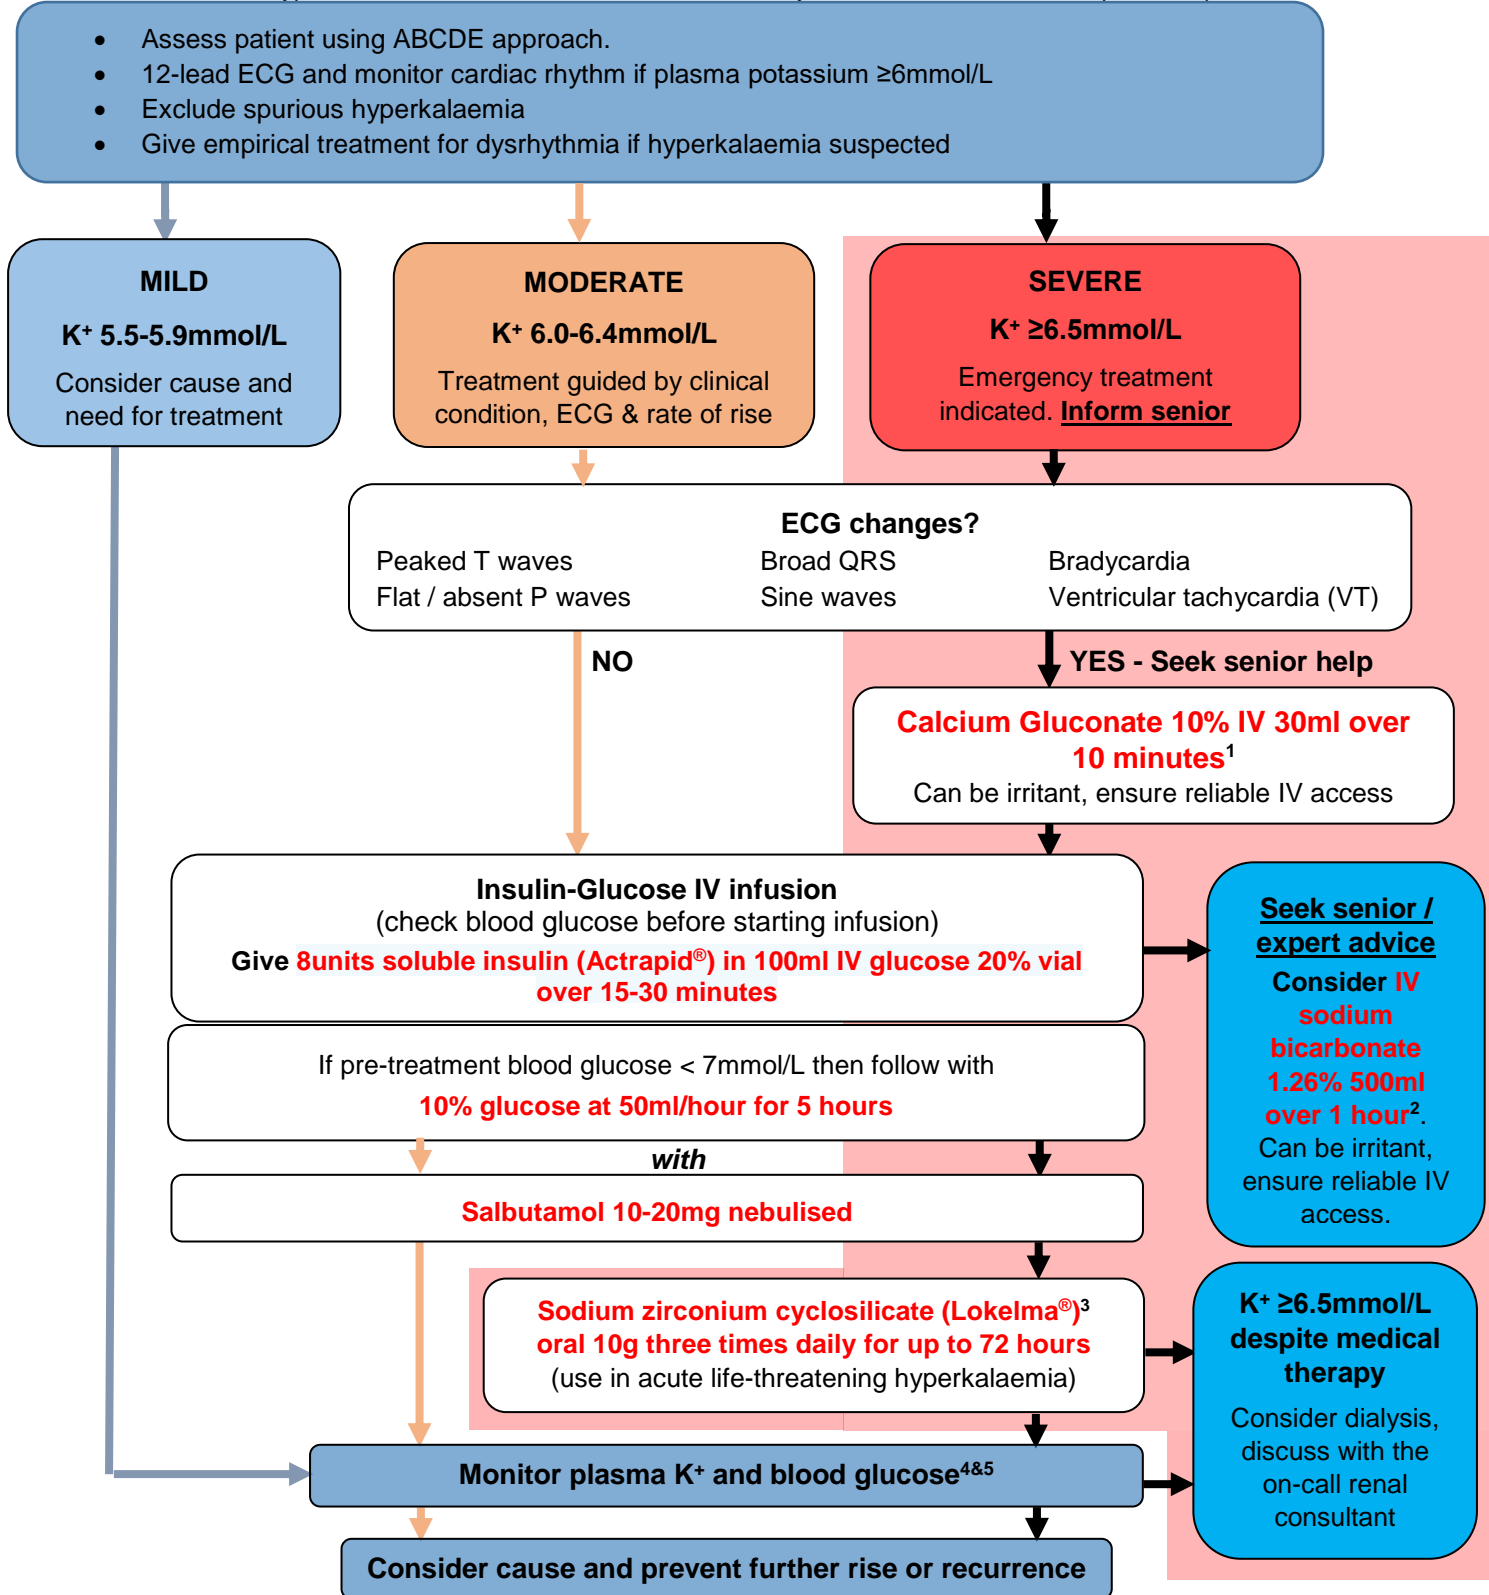 • Assess patient using ABCDE approach.
• 12-lead ECG and monitor cardiac rhythm if plasma potassium ≥6mmol/L
• Exclude spurious hyperkalaemia
• Give empirical treatment for dysrhythmia if hyperkalaemia suspected
MILD
K⁺ 5.5-5.9mmol/L
Consider cause and
need for treatment
MODERATE
K⁺ 6.0-6.4mmol/L
Treatment guided by clinical
condition, ECG & rate of rise
SEVERE
K⁺ ≥6.5mmol/L
Emergency treatment
indicated. Inform senior
ECG changes?
Peaked T waves Broad QRS Bradycardia
Flat / absent P waves Sine waves Ventricular tachycardia (VT)
NO
YES - Seek senior help
Calcium Gluconate 10% IV 30ml over
10 minutes¹
Can be irritant, ensure reliable IV access
Insulin-Glucose IV infusion
(check blood glucose before starting infusion)
Give 8units soluble insulin (Actrapid®) in 100ml IV glucose 20% vial
over 15-30 minutes
If pre-treatment blood glucose < 7mmol/L then follow with
10% glucose at 50ml/hour for 5 hours
with
Salbutamol 10-20mg nebulised
Seek senior /
expert advice
Consider IV
sodium
bicarbonate
1.26% 500ml
over 1 hour².
Can be irritant,
ensure reliable IV
access.
Sodium zirconium cyclosilicate (Lokelma®)³
oral 10g three times daily for up to 72 hours
(use in acute life-threatening hyperkalaemia)
K⁺ ≥6.5mmol/L
despite medical
therapy
Consider dialysis,
discuss with the
on-call renal
consultant
Monitor plasma K⁺ and blood glucose⁴&⁵
Consider cause and prevent further rise or recurrence